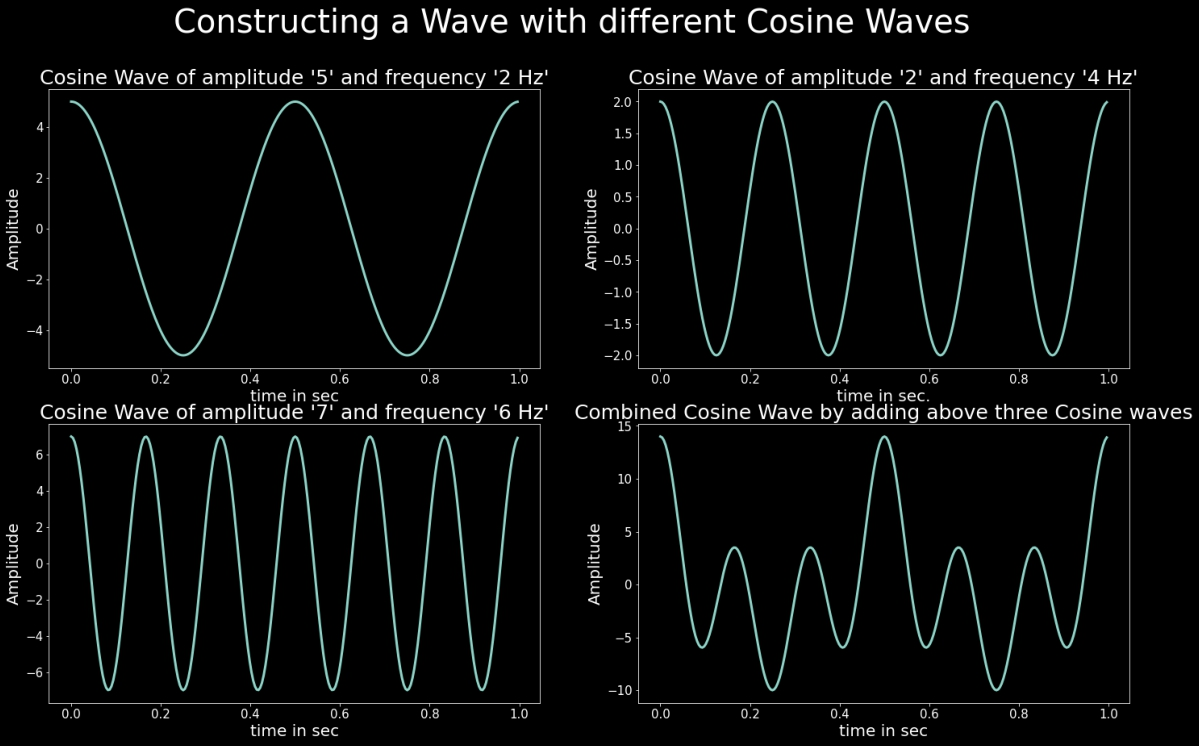 Constructing a Wave with different Cosine Waves
Cosine Wave of amplitude '5' and frequency '2 Hz'
4
2
0
−2
−4
Amplitude
0.0 0.2 0.4 0.6 0.8 1.0
time in sec
Cosine Wave of amplitude '2' and frequency '4 Hz'
2.0
1.5
1.0
0.5
0.0
−0.5
−1.0
−1.5
−2.0
Amplitude
0.0 0.2 0.4 0.6 0.8 1.0
time in sec.
Cosine Wave of amplitude '7' and frequency '6 Hz'
6
4
2
0
−2
−4
−6
Amplitude
0.0 0.2 0.4 0.6 0.8 1.0
time in sec
Combined Cosine Wave by adding above three Cosine waves
15
10
5
0
−5
−10
Amplitude
0.0 0.2 0.4 0.6 0.8 1.0
time in sec